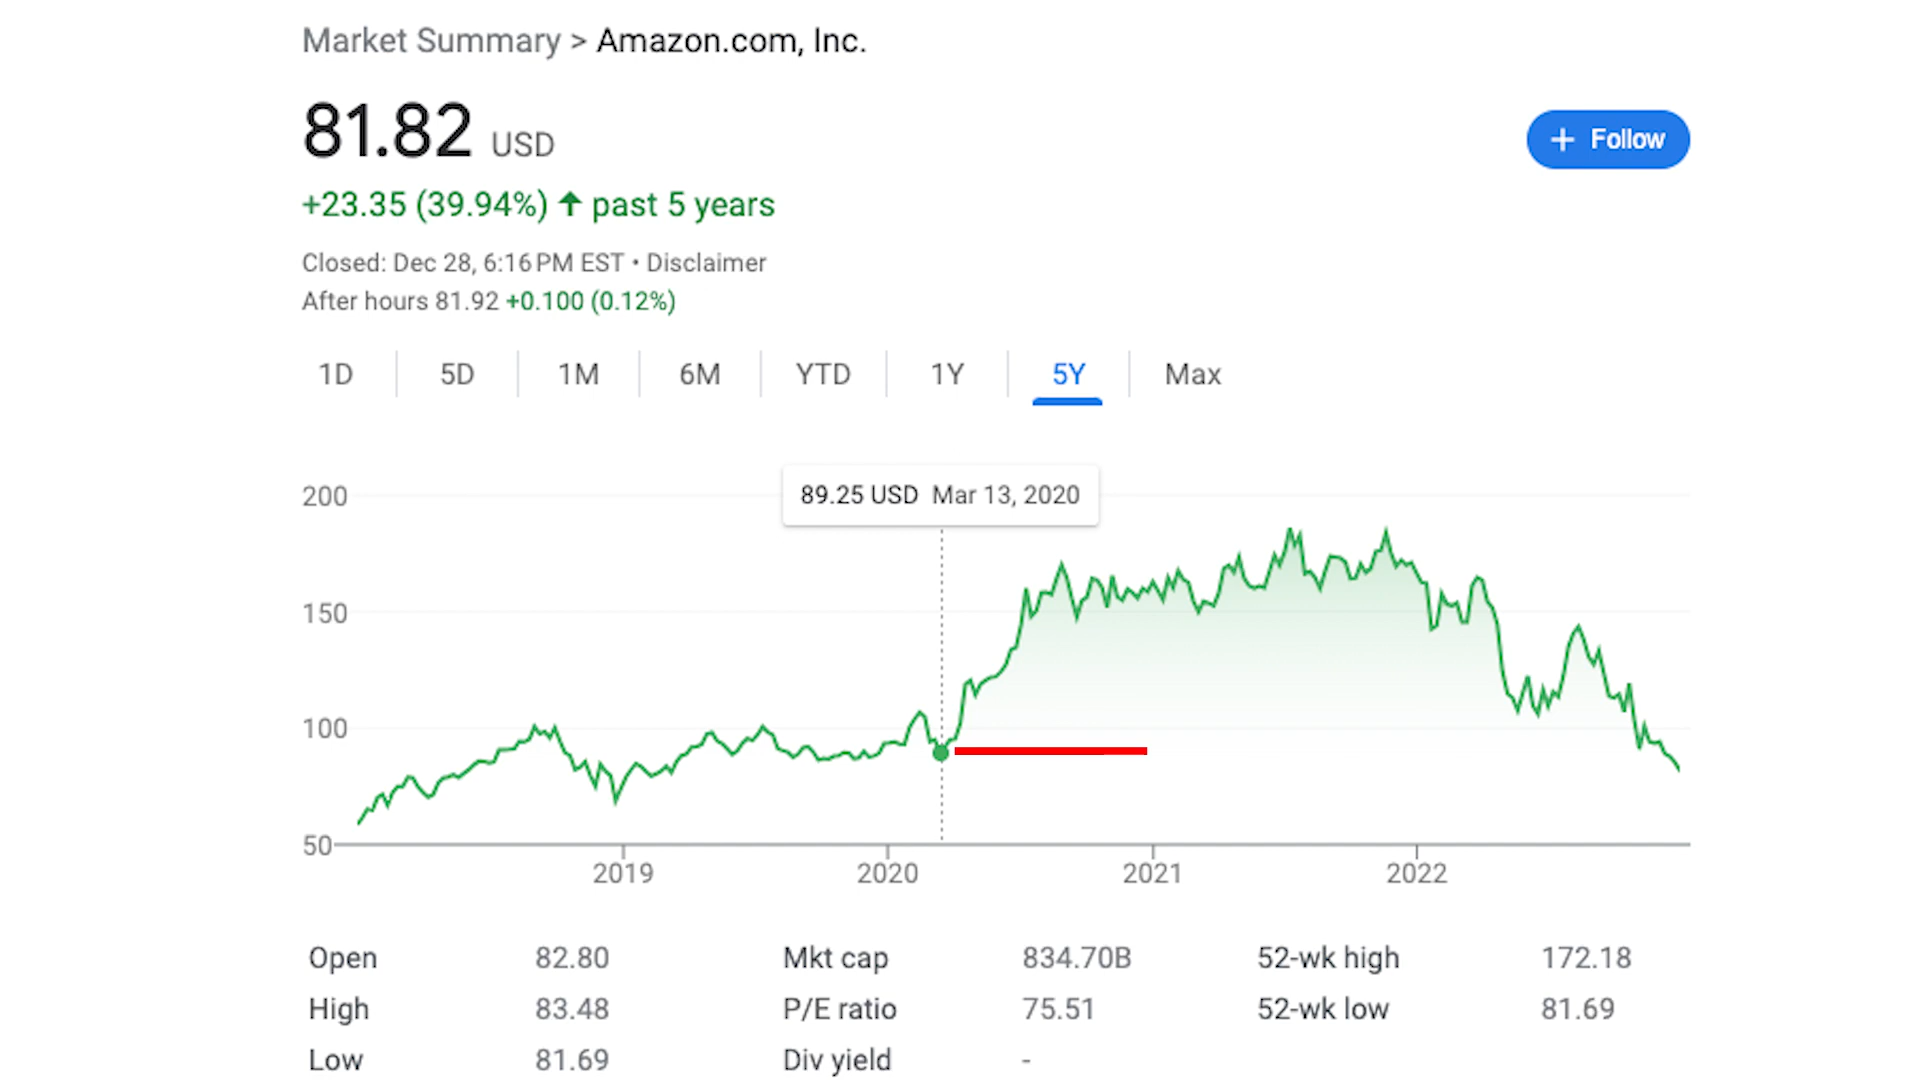 Market Summary > Amazon.com, Inc.
81.82 USD
+ Follow
+23.35 (39.94%) ↑ past 5 years
Closed: Dec 28, 6:16 PM EST • Disclaimer
After hours 81.92 +0.100 (0.12%)
1D 5D 1M 6M YTD 1Y 5Y Max
89.25 USD Mar 13, 2020
200
150
100
50
2019 2020 2021 2022
Open 82.80 Mkt cap 834.70B 52-wk high 172.18
High 83.48 P/E ratio 75.51 52-wk low 81.69
Low 81.69 Div yield -